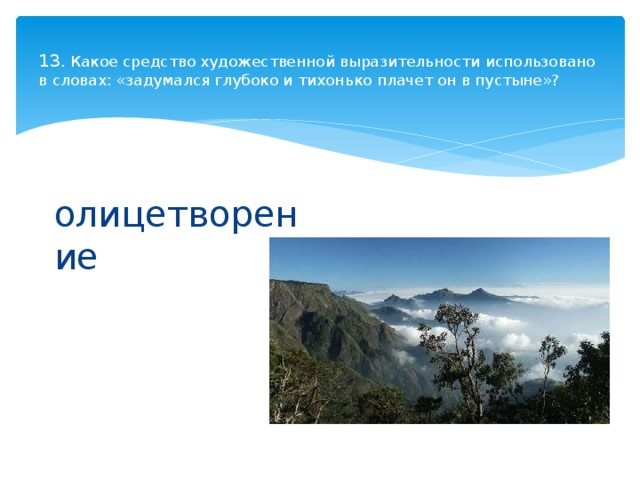 13. Какое средство художественной выразительности использовано
в словах: «задумался глубоко и тихонько плачет он в пустыне»?
олицетворен
ие